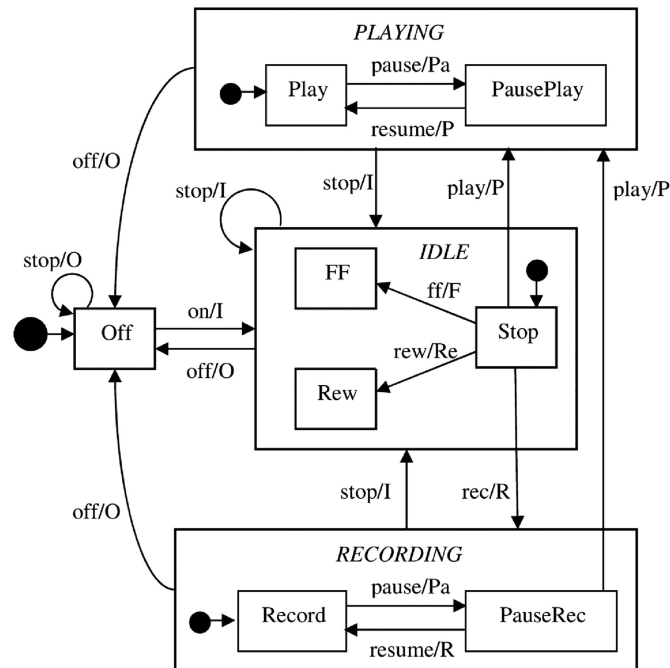 PLAYING
pause/Pa
Play
PausePlay
resume/P
off/O
stop/I
play/P
play/P
stop/I
IDLE
stop/O
FF
ff/F
on/I
Off
Stop
off/O
rew/Re
Rew
stop/I
rec/R
off/O
RECORDING
pause/Pa
Record
PauseRec
resume/R